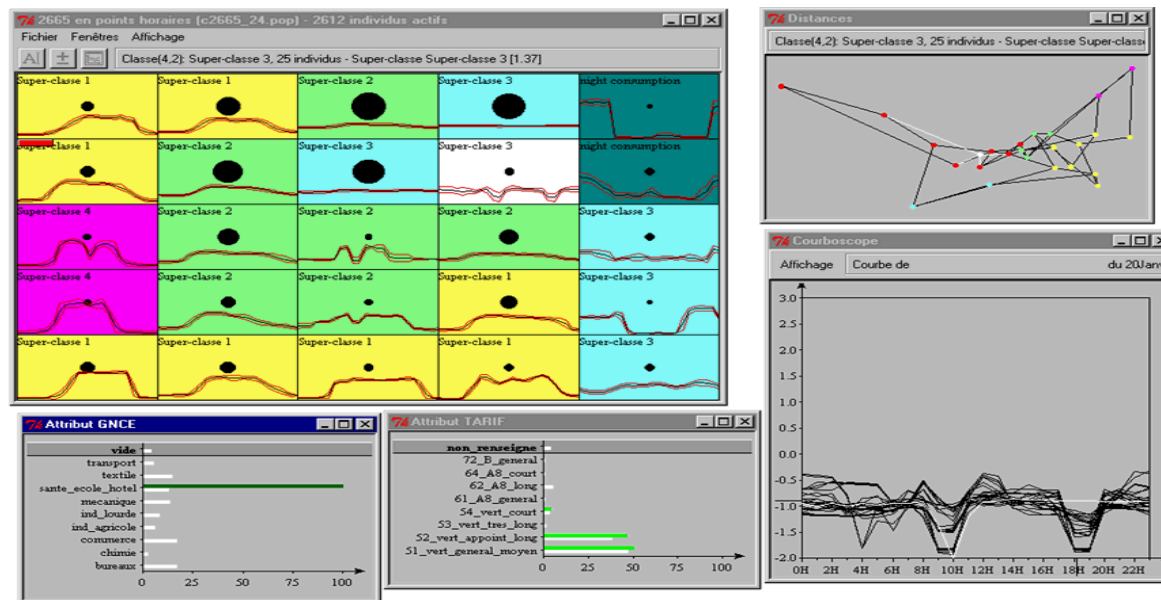 2665 en points horaires (c2665_24.pop) - 2612 individus actifs
Fichier Fenêtres Affichage
A ± Classe(4,2): Super-classe 3, 25 individus - Super-classe Super-classe 3 [1.37]
Super-classe 1 Super-classe 1 Super-classe 2 Super-classe 3 night consumption
Super-classe 1 Super-classe 2 Super-classe 3 Super-classe 3 night consumption
Super-classe 4 Super-classe 2 Super-classe 2 Super-classe 2 Super-classe 3
Super-classe 4 Super-classe 2 Super-classe 2 Super-classe 1 Super-classe 3
Super-classe 1 Super-classe 1 Super-classe 1 Super-classe 1 Super-classe 3
Distances
Classe(4,2): Super-classe 3, 25 individus - Super-classe Super-classe
Courboscope
Affichage Courbe de du 20Janv
3.0
2.5
2.0
1.5
1.0
0.5
0.0
-0.5
-1.0
-1.5
-2.0
0H 2H 4H 6H 8H 10H 12H 14H 16H 18H 20H 22H
Attribut GNCE
vide
transport
textile
sante_ecole_hotel
mecanique
ind_lourde
ind_agricole
commerce
chimie
bureaux
0 25 50 75 100
Attribut TARIF
non_renseigne
72_B_general
64_A8_court
62_A8_long
61_A8_general
54_vert_court
53_vert_tres_long
52_vert_appoint_long
51_vert_general_moyen
0 25 50 75 100